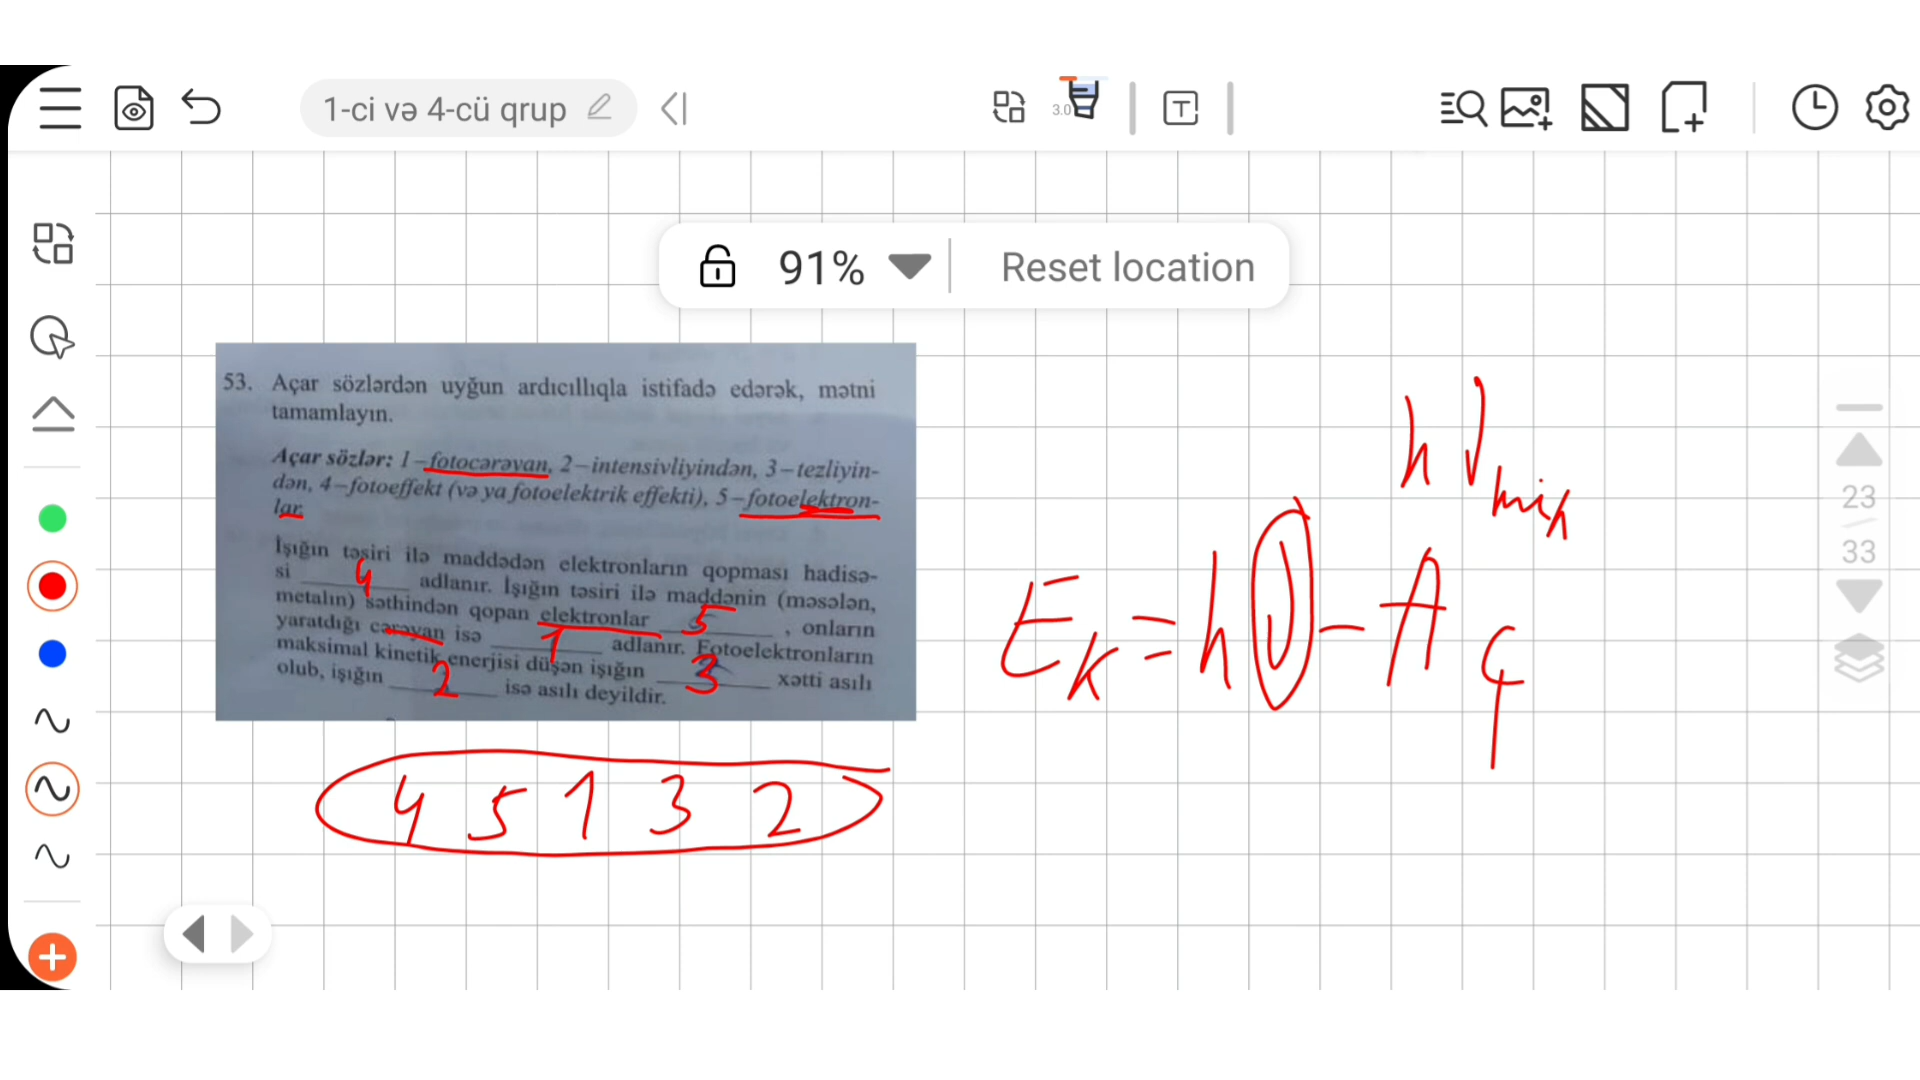 1-ci və 4-cü qrup
3.0
T
91%
Reset location
53. Açar sözlərdən uyğun ardıcıllıqla istifadə edərək, mətni
tamamlayın.
Açar sözlər: 1–fotocərəyan, 2–intensivliyindən, 3–tezliyin-
dən, 4–fotoeffekt (və ya fotoelektrik effekti), 5–fotoelektron-
lar.
İşığın təsiri ilə maddədən elektronların qopması hadisə-
si 4 adlanır. İşığın təsiri ilə maddənin (məsələn,
metalın) səthindən qopan elektronlar 5 , onların
yaratdığı cərəyan isə 1 adlanır. Fotoelektronların
maksimal kinetik enerjisi düşən işığın 3 xətti asılı
olub, işığın 2 isə asılı deyildir.
4 5 1 3 2
hνmin
Ek = hν – Aç
23
33